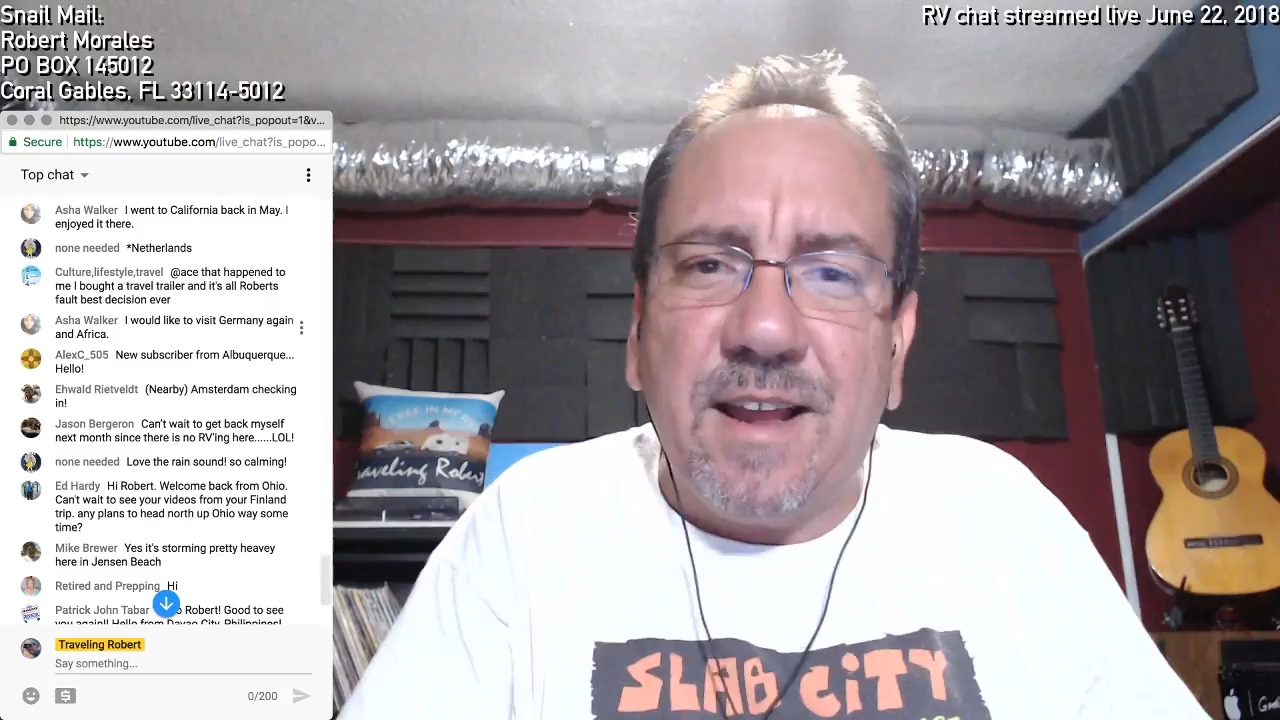 Snail Mail:
Robert Morales
PO BOX 145012
Coral Gables, FL 33114-5012
RV chat streamed live June 22, 2018
https://www.youtube.com/live_chat?is_popout=1&v...
Secure https://www.youtube.com/live_chat?is_popo...
Top chat
Asha Walker I went to California back in May. I
enjoyed it there.
none needed *Netherlands
Culture,lifestyle,travel @ace that happened to
me I bought a travel trailer and it's all Roberts
fault best decision ever
Asha Walker I would like to visit Germany again
and Africa.
AlexC_505 New subscriber from Albuquerque...
Hello!
Ehwald Rietveldt (Nearby) Amsterdam checking
in!
Jason Bergeron Can't wait to get back myself
next month since there is no RV'ing here......LOL!
none needed Love the rain sound! so calming!
Ed Hardy Hi Robert. Welcome back from Ohio.
Can't wait to see your videos from your Finland
trip. any plans to head north up Ohio way some
time?
Mike Brewer Yes it's storming pretty heavey
here in Jensen Beach
Retired and Prepping Hi
Patrick John Tabar Robert! Good to see
you again!! Hello from Davao City, Philippines!
Traveling Robert
Say something...
0/200
SLAB CITY